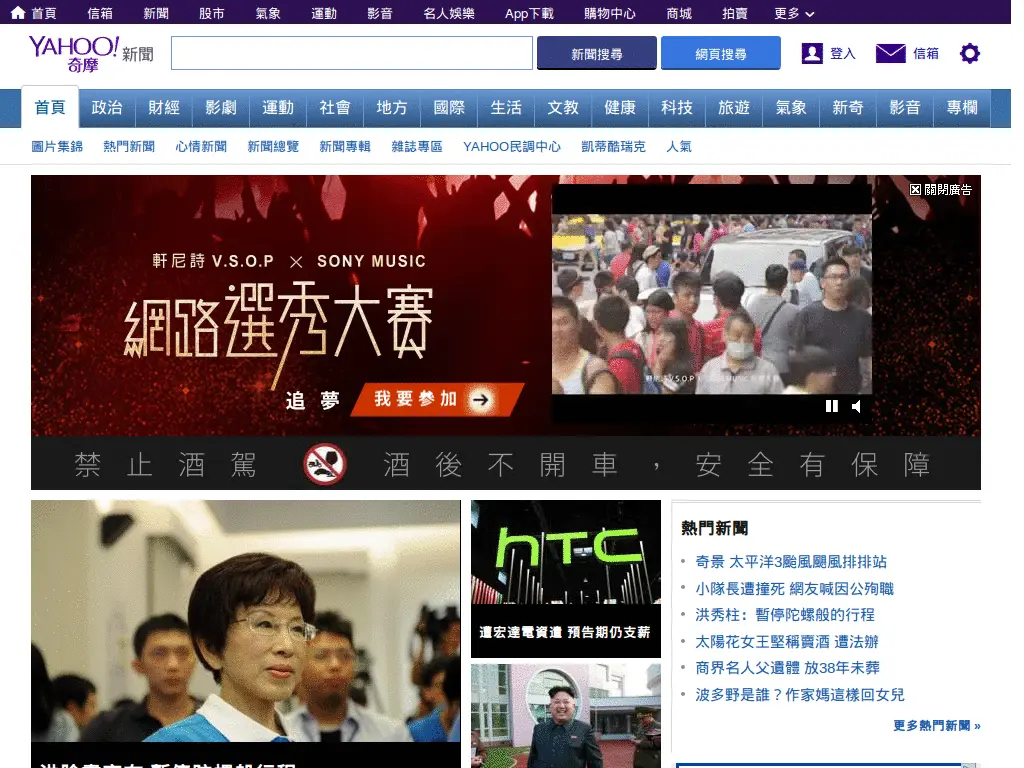 首頁 信箱 新聞 股市 氣象 運動 影音 名人娛樂 App下載 購物中心 商城 拍賣 更多
YAHOO! 奇摩 新聞 新聞搜尋 網頁搜尋 登入 信箱
首頁 政治 財經 影劇 運動 社會 地方 國際 生活 文教 健康 科技 旅遊 氣象 新奇 影音 專欄
圖片集錦 熱門新聞 心情新聞 新聞總覽 新聞專輯 雜誌專區 YAHOO民調中心 凱蒂酷瑞克 人氣
關閉廣告
軒尼詩 V.S.O.P × SONY MUSIC
網路選秀大賽
追夢 我要參加
禁止酒駕 酒後不開車，安全有保障
hTC
遭宏達電資遣 預告期仍支薪
熱門新聞
奇景 太平洋3颱風颶風排排站
小隊長遭撞死 網友喊因公殉職
洪秀柱：暫停陀螺般的行程
太陽花女王堅稱賣酒 遭法辦
商界名人父遺體 放38年未葬
波多野是誰？作家媽這樣回女兒
更多熱門新聞 »